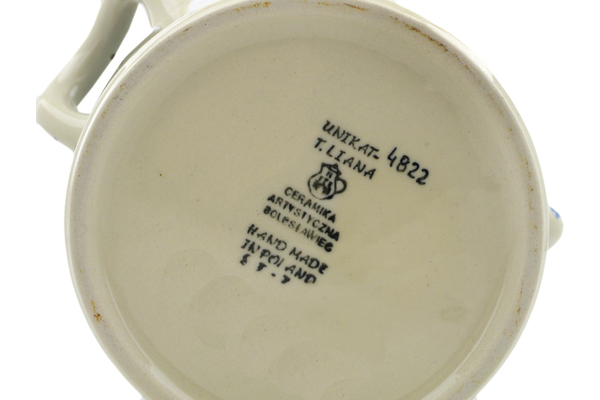 UNIKAT- 4822
T. LIANA
CERAMIKA
ARTYSTYCZNA
BOLESŁAWIEC
HAND MADE
IN POLAND